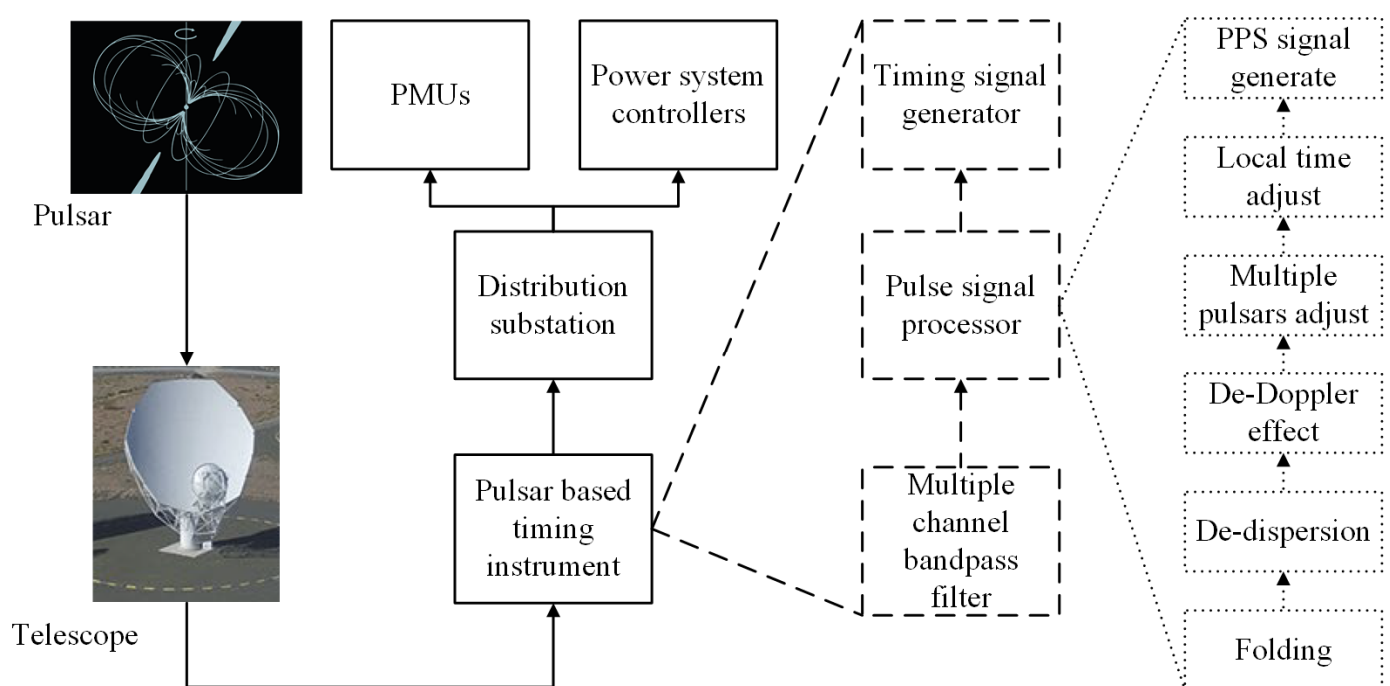 Pulsar
Telescope
PMUs
Power system
controllers
Distribution
substation
Pulsar based
timing
instrument
Timing signal
generator
Pulse signal
processor
Multiple
channel
bandpass
filter
PPS signal
generate
Local time
adjust
Multiple
pulsars adjust
De-Doppler
effect
De-dispersion
Folding